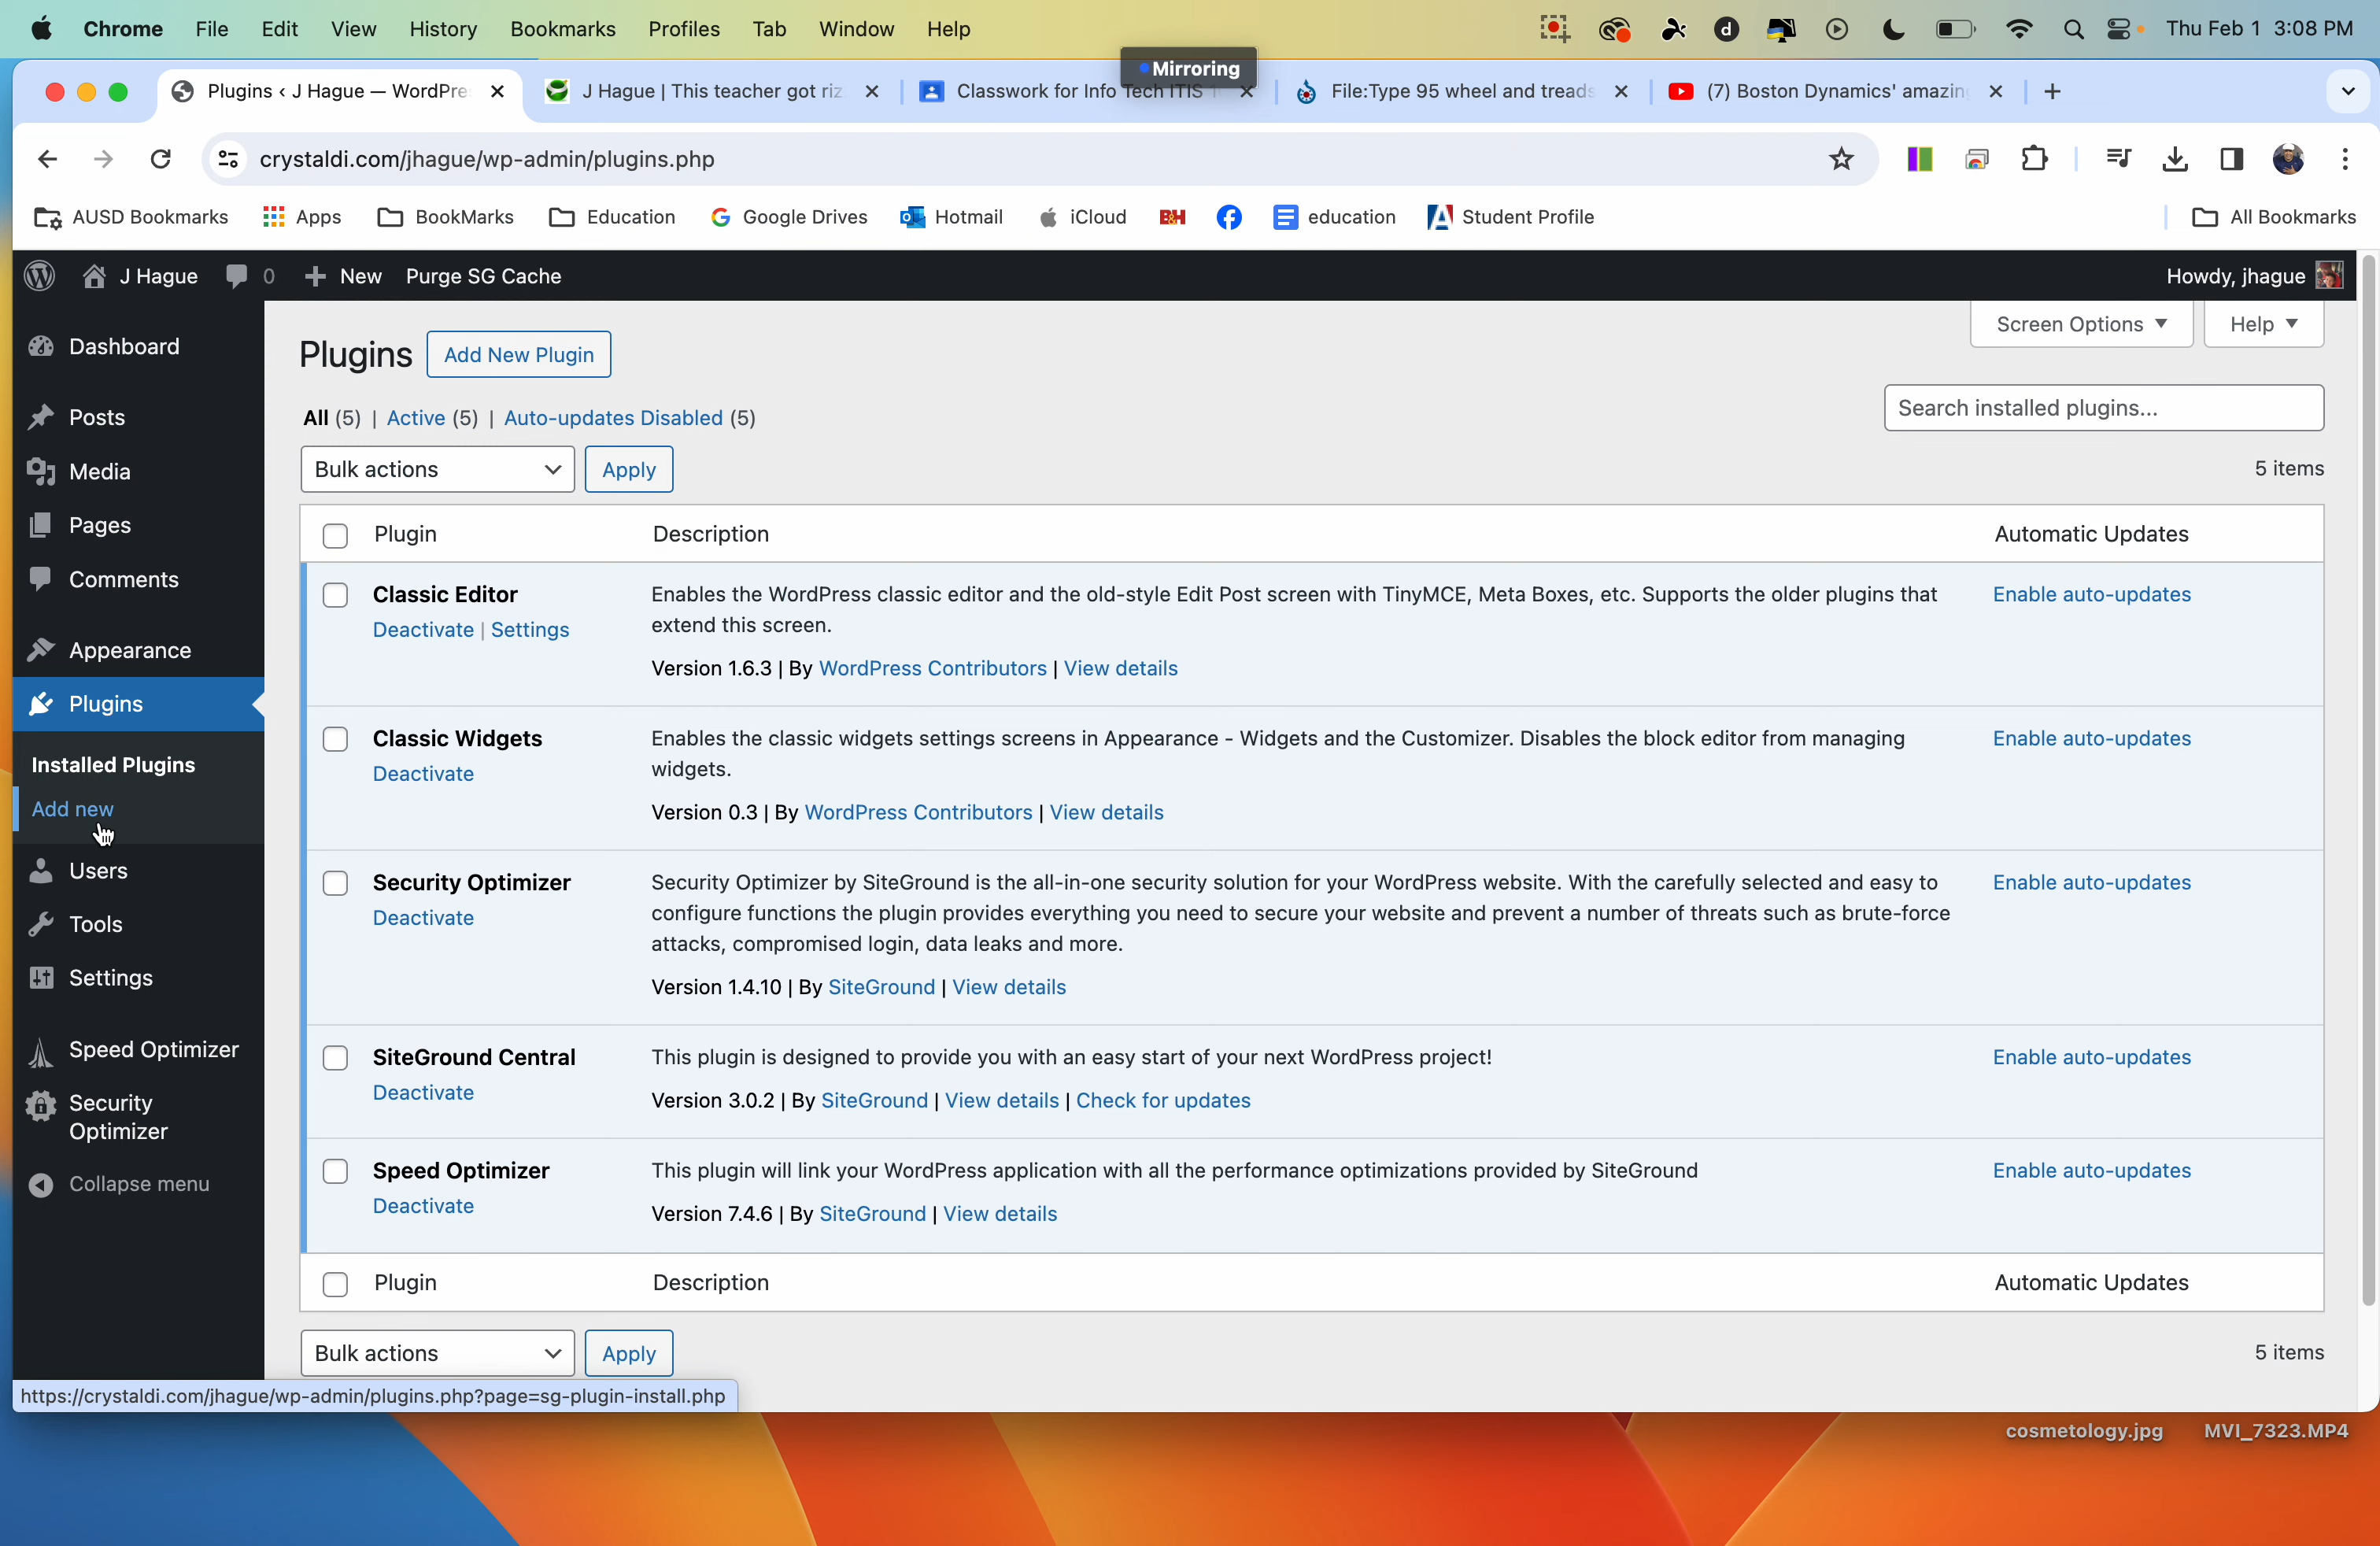 Chrome File Edit View History Bookmarks Profiles Tab Window Help d Thu Feb 1 3:08 PM
Mirroring
Plugins ‹ J Hague — WordPre J Hague | This teacher got riz Classwork for Info Tech ITIS File:Type 95 wheel and treads (7) Boston Dynamics' amazin
crystaldi.com/jhague/wp-admin/plugins.php
AUSD Bookmarks Apps BookMarks Education Google Drives Hotmail iCloud B&H education Student Profile All Bookmarks
J Hague 0 New Purge SG Cache Howdy, jhague
Screen Options Help
Dashboard
Posts
Media
Pages
Comments
Appearance
Plugins
Installed Plugins
Add new
Users
Tools
Settings
Speed Optimizer
Security
Optimizer
Collapse menu
Plugins Add New Plugin
All (5) | Active (5) | Auto-updates Disabled (5)
Search installed plugins...
Bulk actions Apply 5 items
Plugin Description Automatic Updates
Classic Editor
Deactivate | Settings
Enables the WordPress classic editor and the old-style Edit Post screen with TinyMCE, Meta Boxes, etc. Supports the older plugins that
extend this screen.
Version 1.6.3 | By WordPress Contributors | View details
Enable auto-updates
Classic Widgets
Deactivate
Enables the classic widgets settings screens in Appearance - Widgets and the Customizer. Disables the block editor from managing
widgets.
Version 0.3 | By WordPress Contributors | View details
Enable auto-updates
Security Optimizer
Deactivate
Security Optimizer by SiteGround is the all-in-one security solution for your WordPress website. With the carefully selected and easy to
configure functions the plugin provides everything you need to secure your website and prevent a number of threats such as brute-force
attacks, compromised login, data leaks and more.
Version 1.4.10 | By SiteGround | View details
Enable auto-updates
SiteGround Central
Deactivate
This plugin is designed to provide you with an easy start of your next WordPress project!
Version 3.0.2 | By SiteGround | View details | Check for updates
Enable auto-updates
Speed Optimizer
Deactivate
This plugin will link your WordPress application with all the performance optimizations provided by SiteGround
Version 7.4.6 | By SiteGround | View details
Enable auto-updates
Plugin Description Automatic Updates
Bulk actions Apply 5 items
https://crystaldi.com/jhague/wp-admin/plugins.php?page=sg-plugin-install.php
cosmetology.jpg MVI_7323.MP4